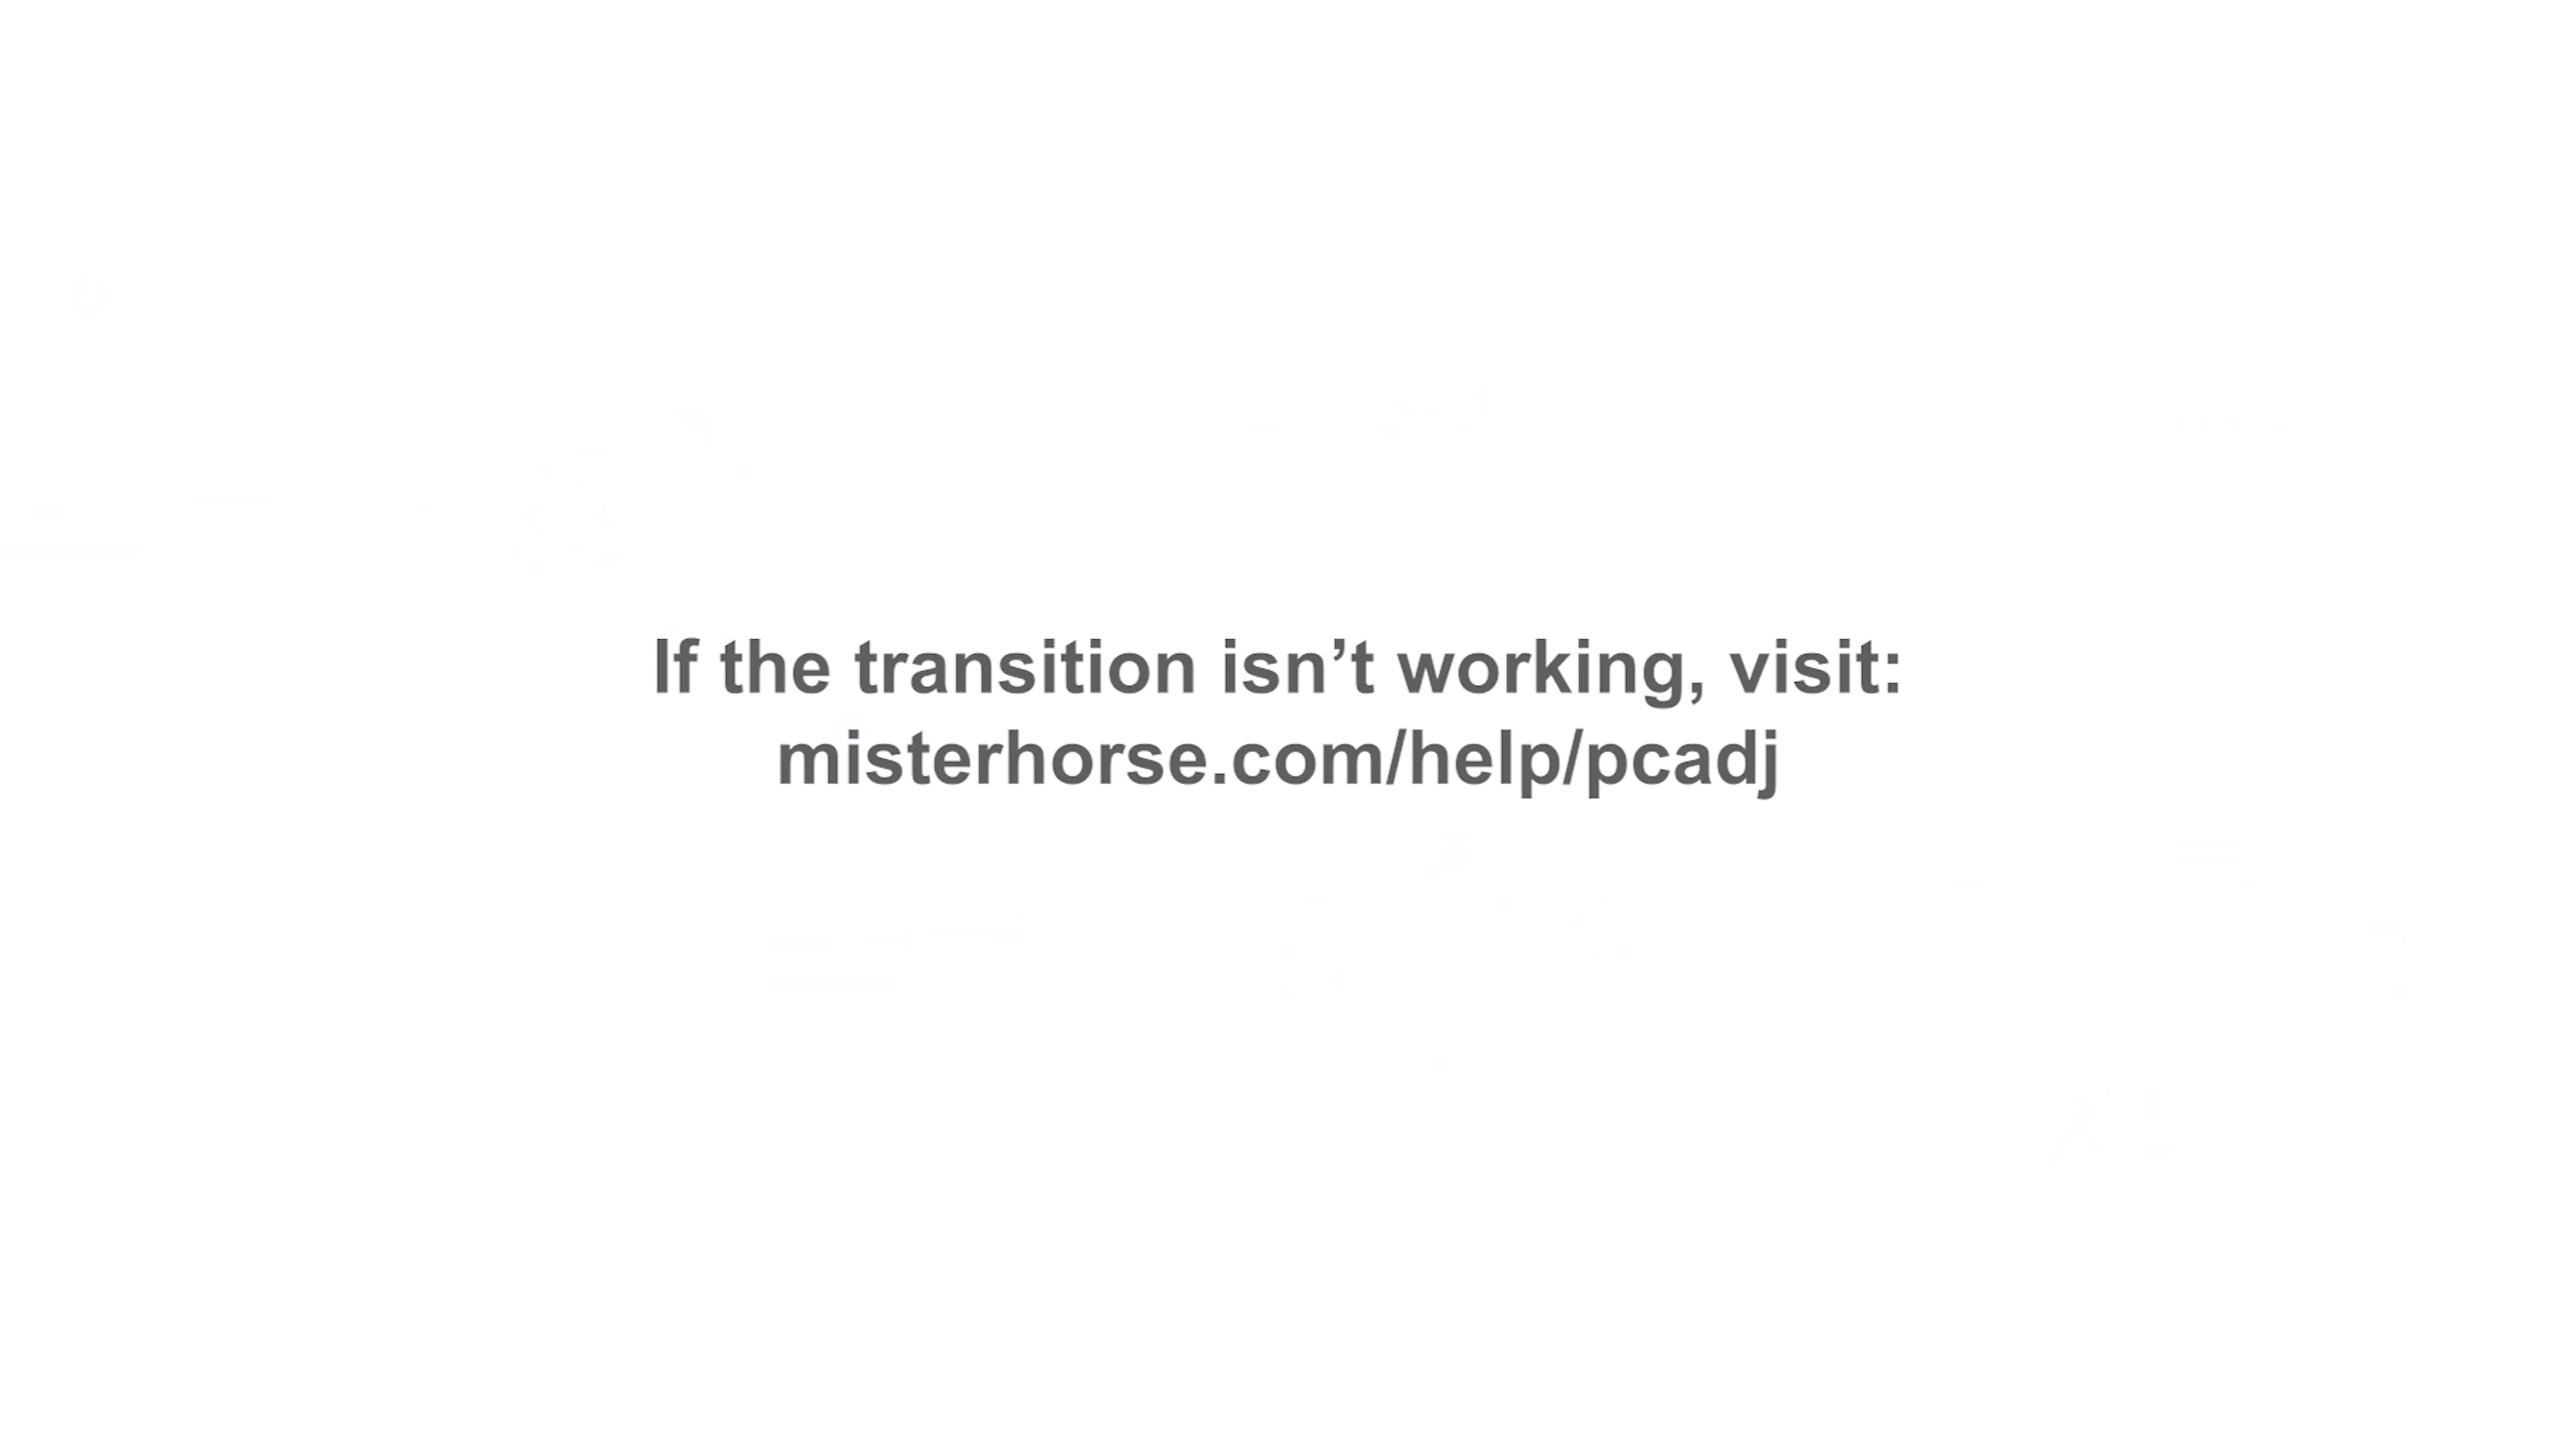 If the transition isn’t working, visit:
misterhorse.com/help/pcadj